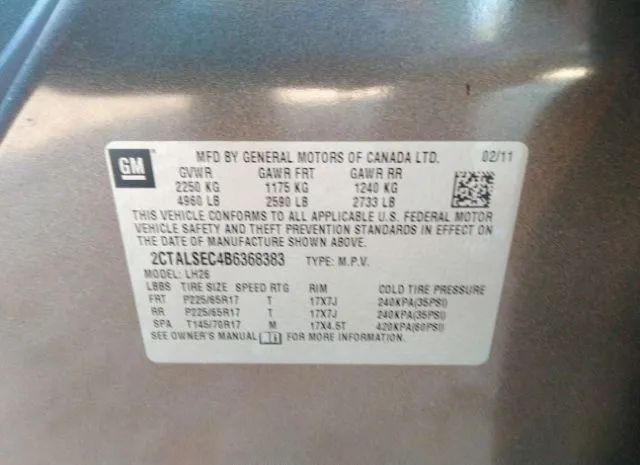 GM
MFD BY GENERAL MOTORS OF CANADA LTD. 02/11
GVWR GAWR FRT GAWR RR
2250 KG 1175 KG 1240 KG
4960 LB 2590 LB 2733 LB
THIS VEHICLE CONFORMS TO ALL APPLICABLE U.S. FEDERAL MOTOR
VEHICLE SAFETY AND THEFT PREVENTION STANDARDS IN EFFECT ON
THE DATE OF MANUFACTURE SHOWN ABOVE.
2CTALSEC4B6368383 TYPE: M.P.V.
MODEL: LH26
LBBS TIRE SIZE SPEED RTG RIM COLD TIRE PRESSURE
FRT P225/65R17 T 17X7J 240KPA(35PSI)
RR P225/65R17 T 17X7J 240KPA(35PSI)
SPA T145/70R17 M 17X4.5T 420KPA(60PSI)
SEE OWNER'S MANUAL FOR MORE INFORMATION.